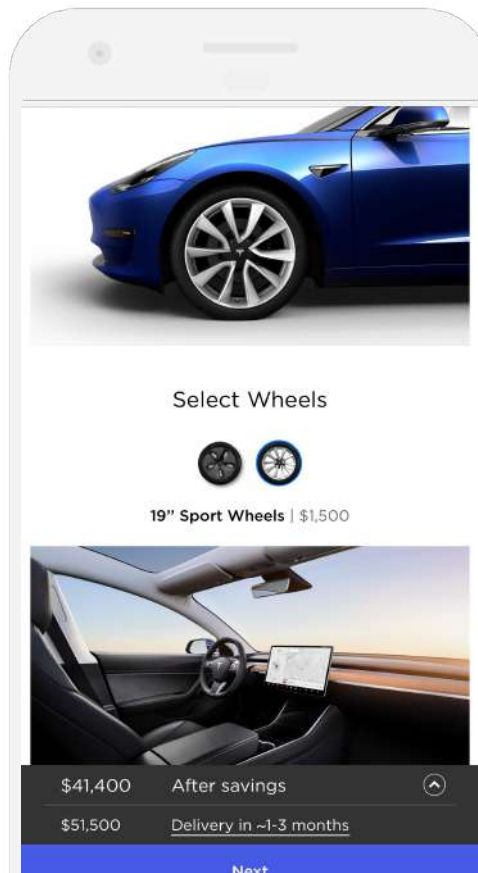 Select Wheels
19” Sport Wheels | $1,500
$41,400 After savings
$51,500 Delivery in ~1-3 months
Next